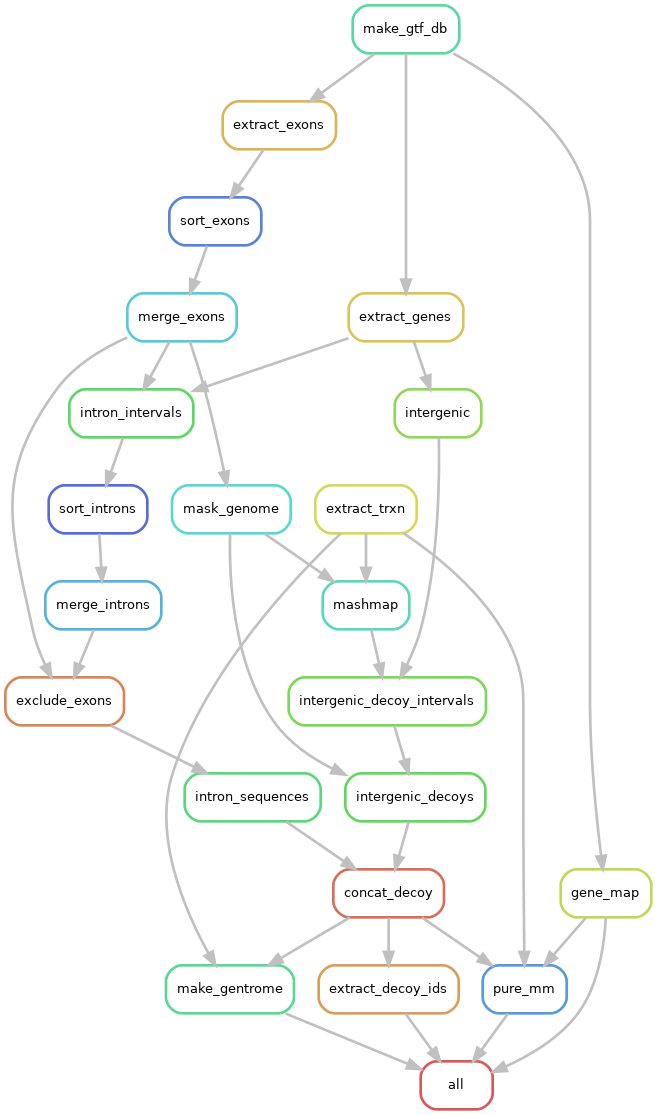 make_gtf_db
extract_exons
sort_exons
merge_exons
extract_genes
intron_intervals
intergenic
sort_introns
mask_genome
extract_trxn
merge_introns
mashmap
exclude_exons
intergenic_decoy_intervals
intron_sequences
intergenic_decoys
concat_decoy
gene_map
make_gentrome
extract_decoy_ids
pure_mm
all